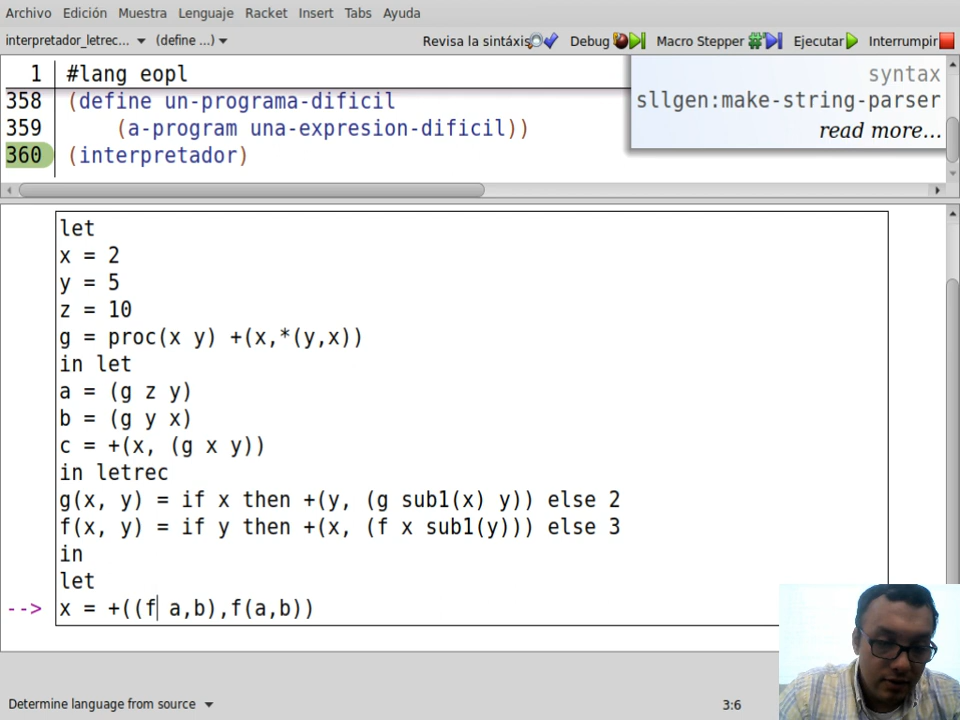 Archivo Edición Muestra Lenguaje Racket Insert Tabs Ayuda
interpretador_letrec... (define ...) Revisa la sintáxis Debug Macro Stepper Ejecutar Interrumpir
1 #lang eopl
358 (define un-programa-dificil
359 (a-program una-expresion-dificil))
360 (interpretador)
syntax
sllgen:make-string-parser
read more...
let
x = 2
y = 5
z = 10
g = proc(x y) +(x,*(y,x))
in let
a = (g z y)
b = (g y x)
c = +(x, (g x y))
in letrec
g(x, y) = if x then +(y, (g sub1(x) y)) else 2
f(x, y) = if y then +(x, (f x sub1(y))) else 3
in
let
--> x = +((f a,b),f(a,b))
Determine language from source 3:6